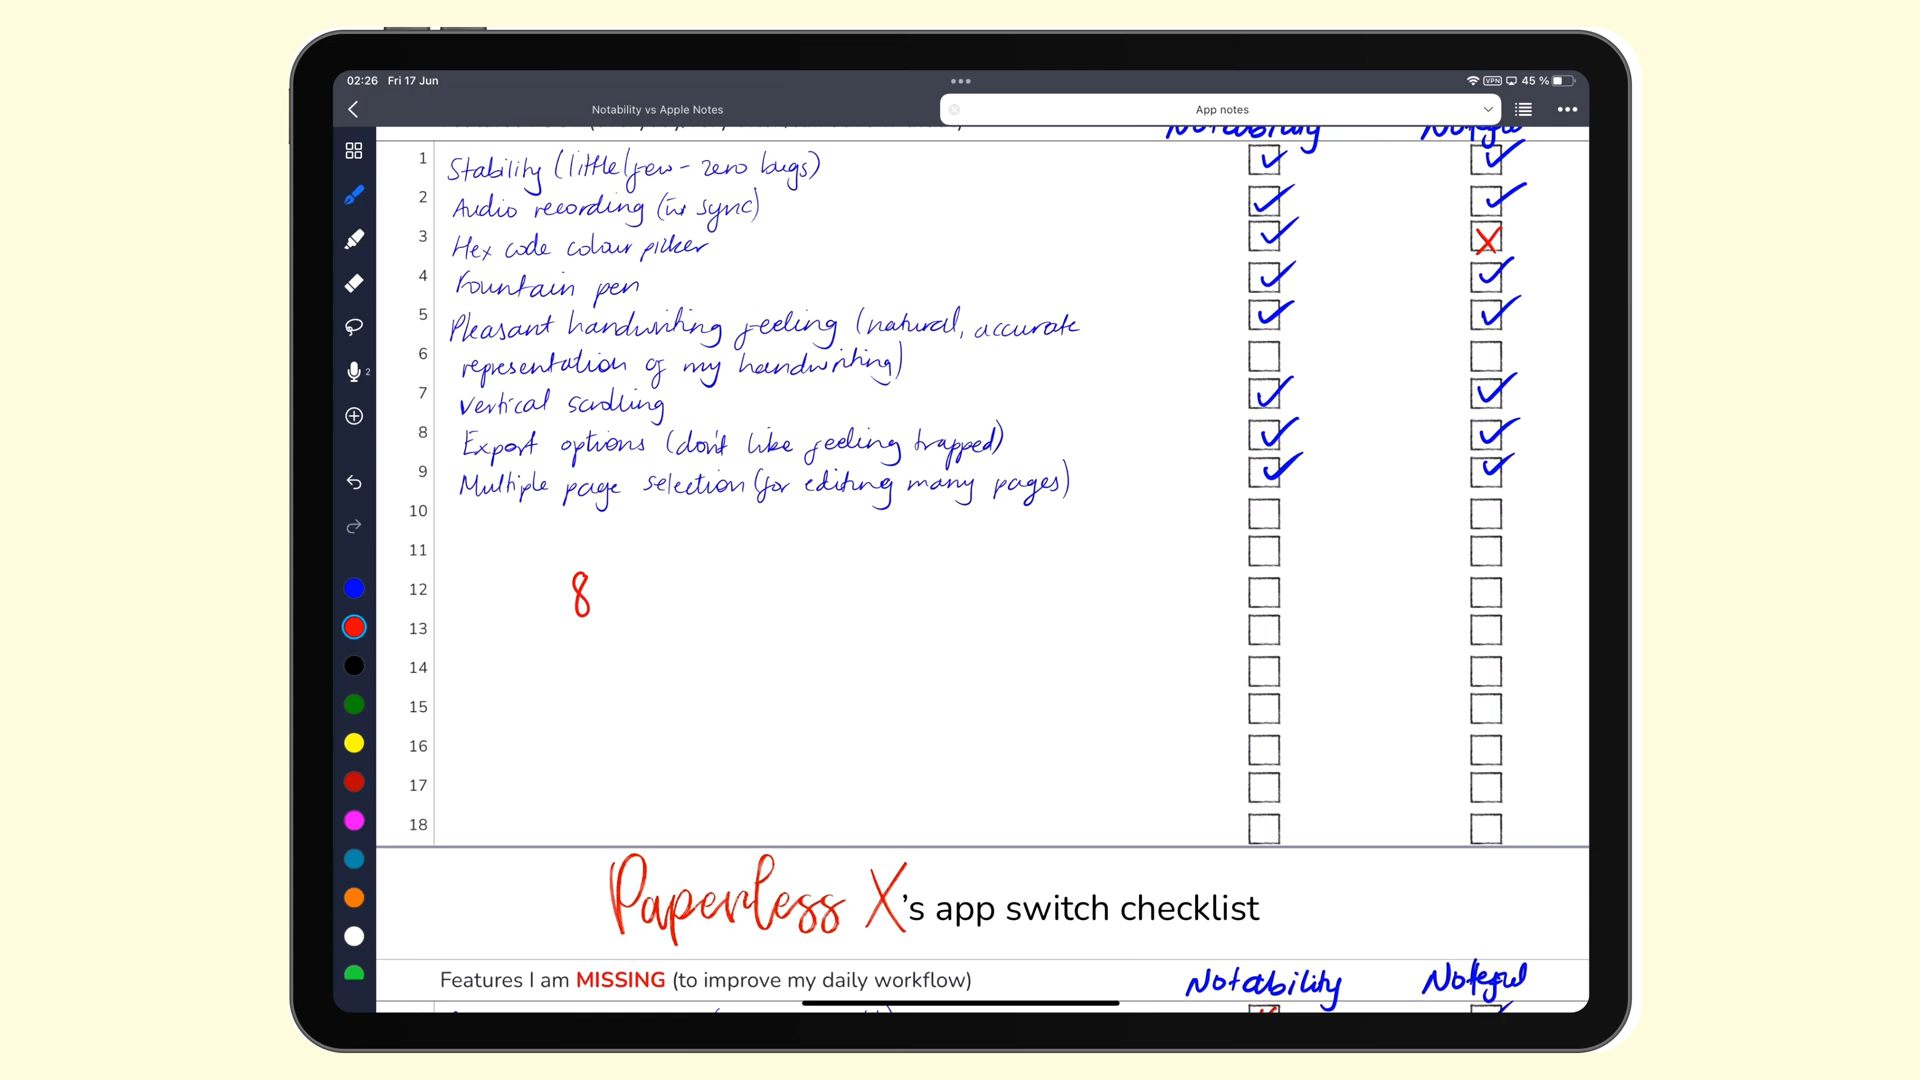 02:26 Fri 17 Jun
VPN 45 %
Notability vs Apple Notes
App notes
Notability Noteful
1 Stability (little/few - zero bugs)
2 Audio recording (w sync)
3 Hex code colour picker
4 Fountain pen
5 Pleasant handwriting feeling (natural, accurate
6 representation of my handwriting)
7 Vertical scrolling
8 Export options (don't like feeling trapped)
9 Multiple page selection (for editing many pages)
10
11
12 8
13
14
15
16
17
18
Paperless X's app switch checklist
Features I am MISSING (to improve my daily workflow) Notability Noteful
2